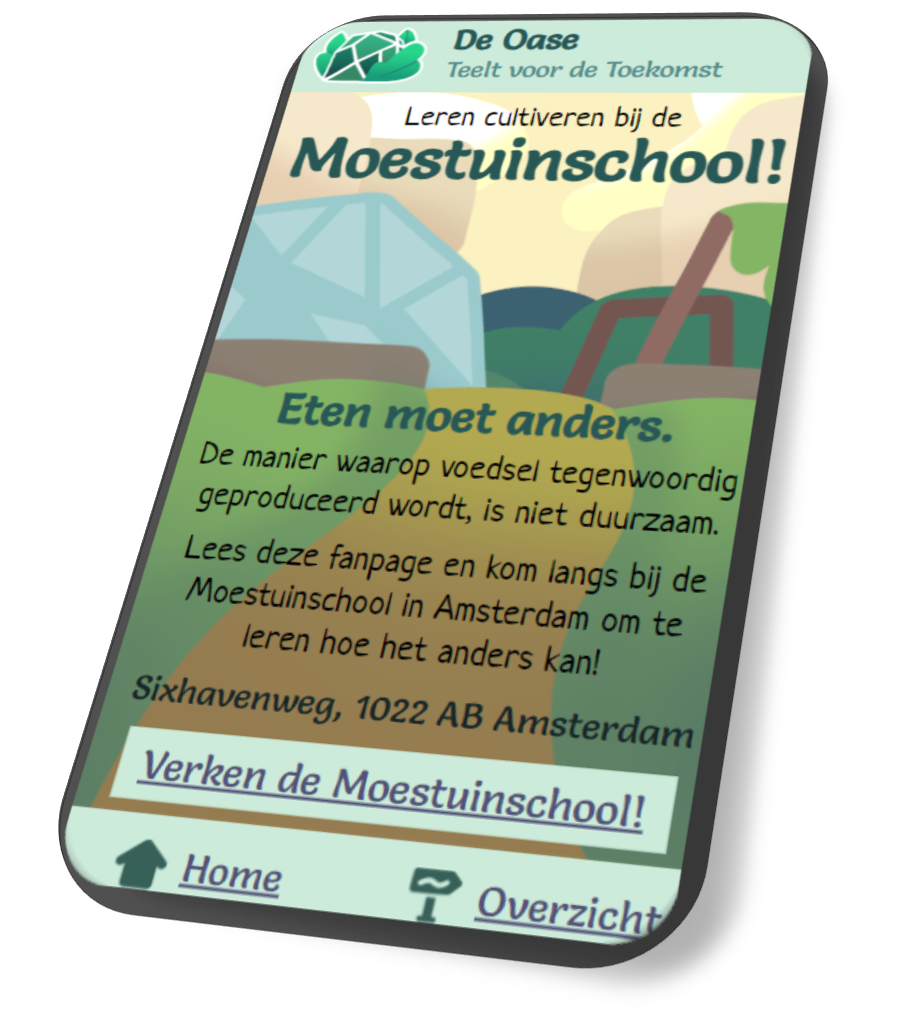 De Oase
Teelt voor de Toekomst
Leren cultiveren bij de
Moestuinschool!
Eten moet anders.
De manier waarop voedsel tegenwoordig
geproduceerd wordt, is niet duurzaam.
Lees deze fanpage en kom langs bij de
Moestuinschool in Amsterdam om te
leren hoe het anders kan!
Sixhavenweg, 1022 AB Amsterdam
Verken de Moestuinschool!
Home
Overzicht